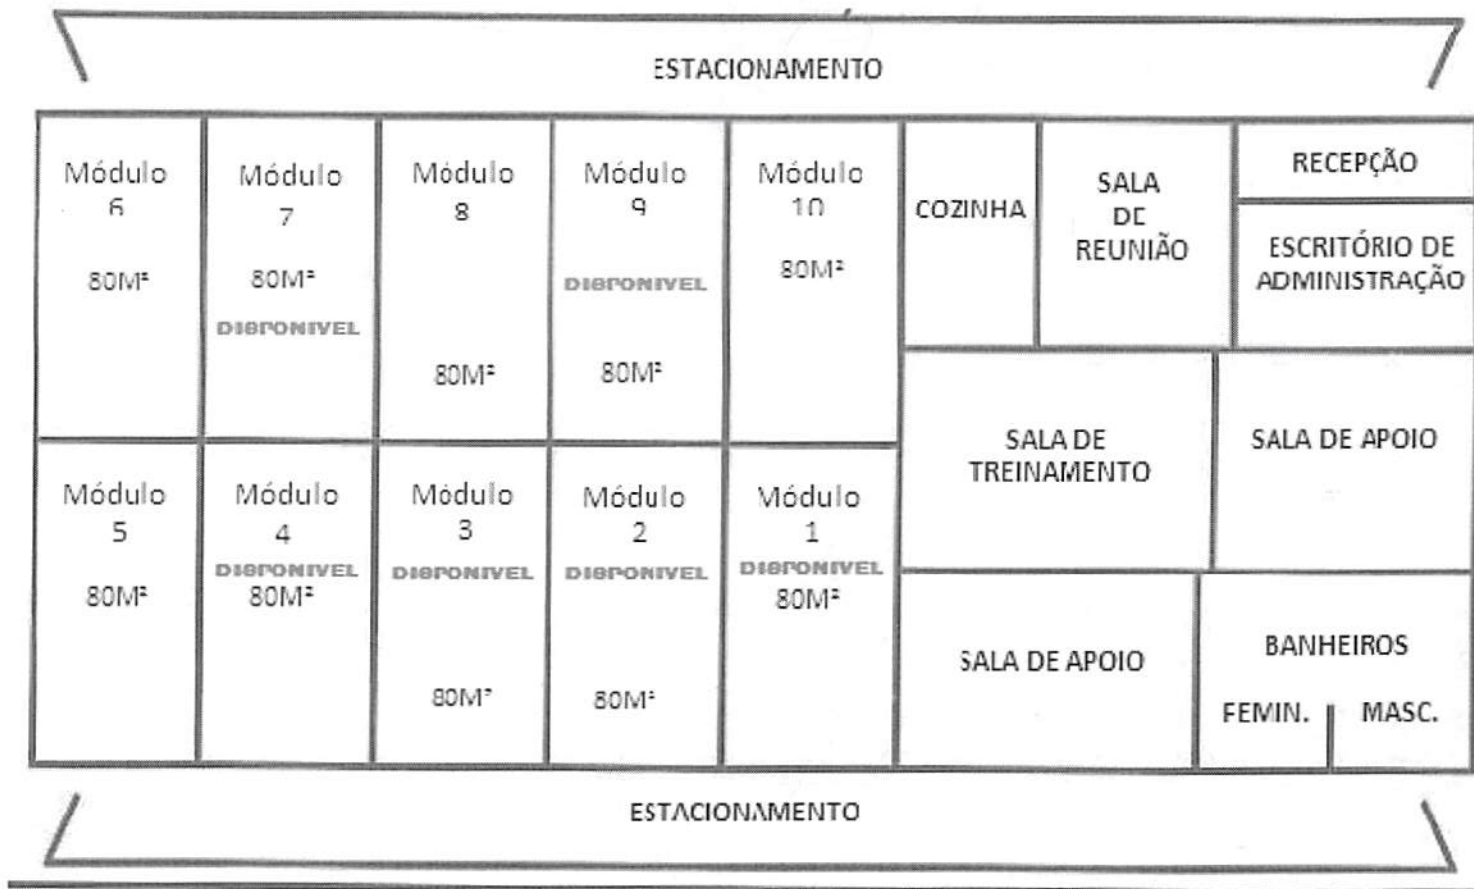 ESTACIONAMENTO
Módulo
6
80M²
Módulo
7
80M²
DISPONIVEL
Módulo
8
80M²
Módulo
9
DISPONIVEL
80M²
Módulo
10
80M²
COZINHA
SALA
DE
REUNIÃO
RECEPÇÃO
ESCRITÓRIO DE
ADMINISTRAÇÃO
SALA DE
TREINAMENTO
SALA DE APOIO
Módulo
5
80M²
Módulo
4
DISPONIVEL
80M²
Módulo
3
DISPONIVEL
80M²
Módulo
2
DISPONIVEL
80M²
Módulo
1
DISPONIVEL
80M²
SALA DE APOIO
BANHEIROS
FEMIN.
MASC.
ESTACIONAMENTO